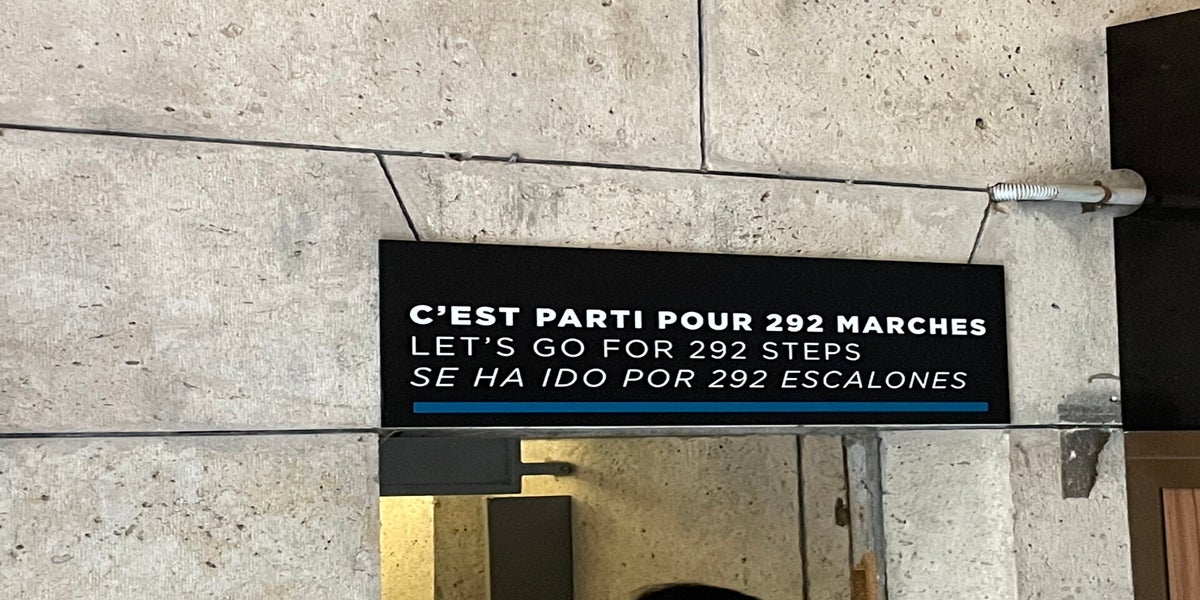 C'EST PARTI POUR 292 MARCHES
LET'S GO FOR 292 STEPS
SE HA IDO POR 292 ESCALONES